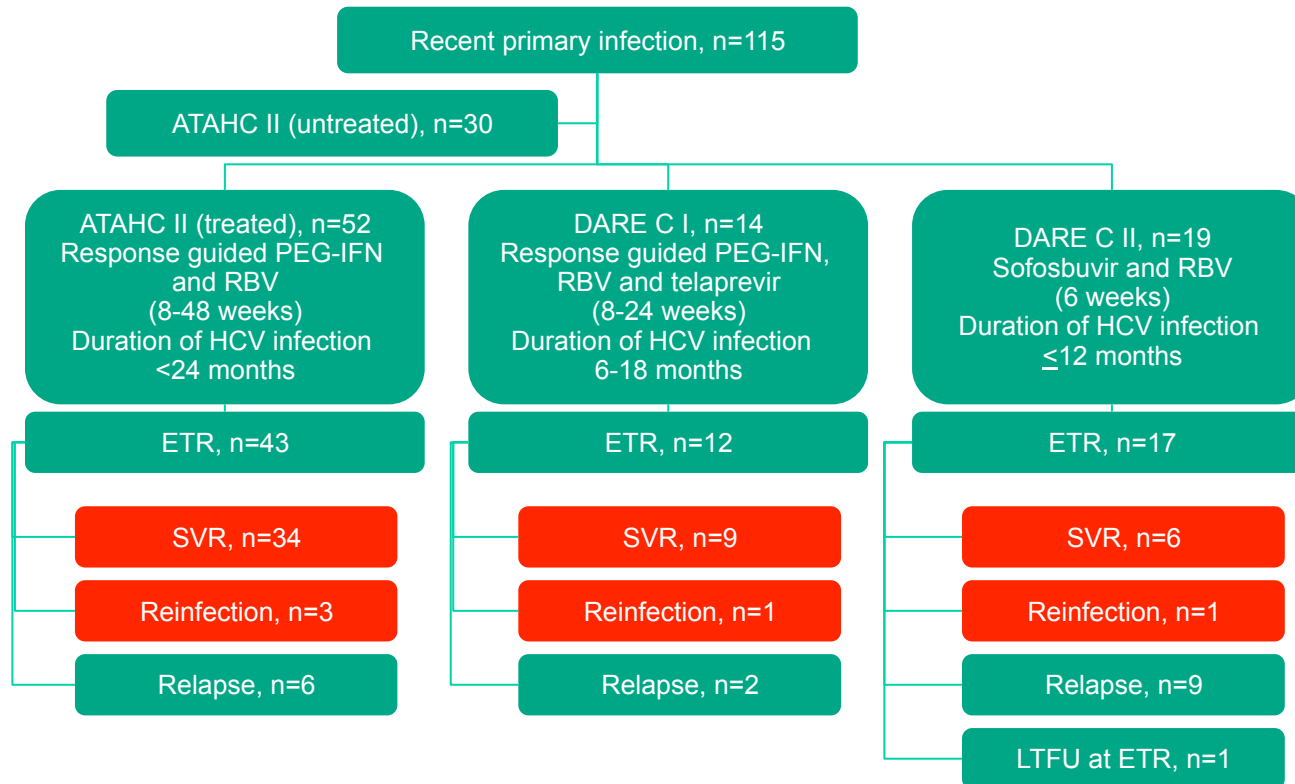 Recent primary infection, n=115
ATAHC II (untreated), n=30
ATAHC II (treated), n=52
Response guided PEG-IFN
and RBV
(8-48 weeks)
Duration of HCV infection
<24 months
DARE C I, n=14
Response guided PEG-IFN,
RBV and telaprevir
(8-24 weeks)
Duration of HCV infection
6-18 months
DARE C II, n=19
Sofosbuvir and RBV
(6 weeks)
Duration of HCV infection
≤12 months
ETR, n=43
ETR, n=12
ETR, n=17
SVR, n=34
SVR, n=9
SVR, n=6
Reinfection, n=3
Reinfection, n=1
Reinfection, n=1
Relapse, n=6
Relapse, n=2
Relapse, n=9
LTFU at ETR, n=1